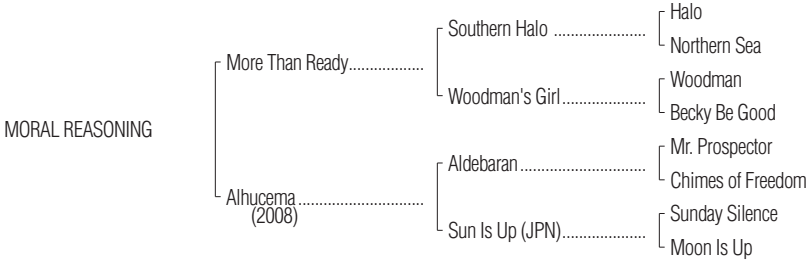 Halo
Southern Halo ......................
Northern Sea
More Than Ready..................
Woodman
Woodman's Girl....................
Becky Be Good
MORAL REASONING
Mr. Prospector
Aldebaran..............................
Chimes of Freedom
Alhucema..............................
(2008)
Sunday Silence
Sun Is Up (JPN)....................
Moon Is Up